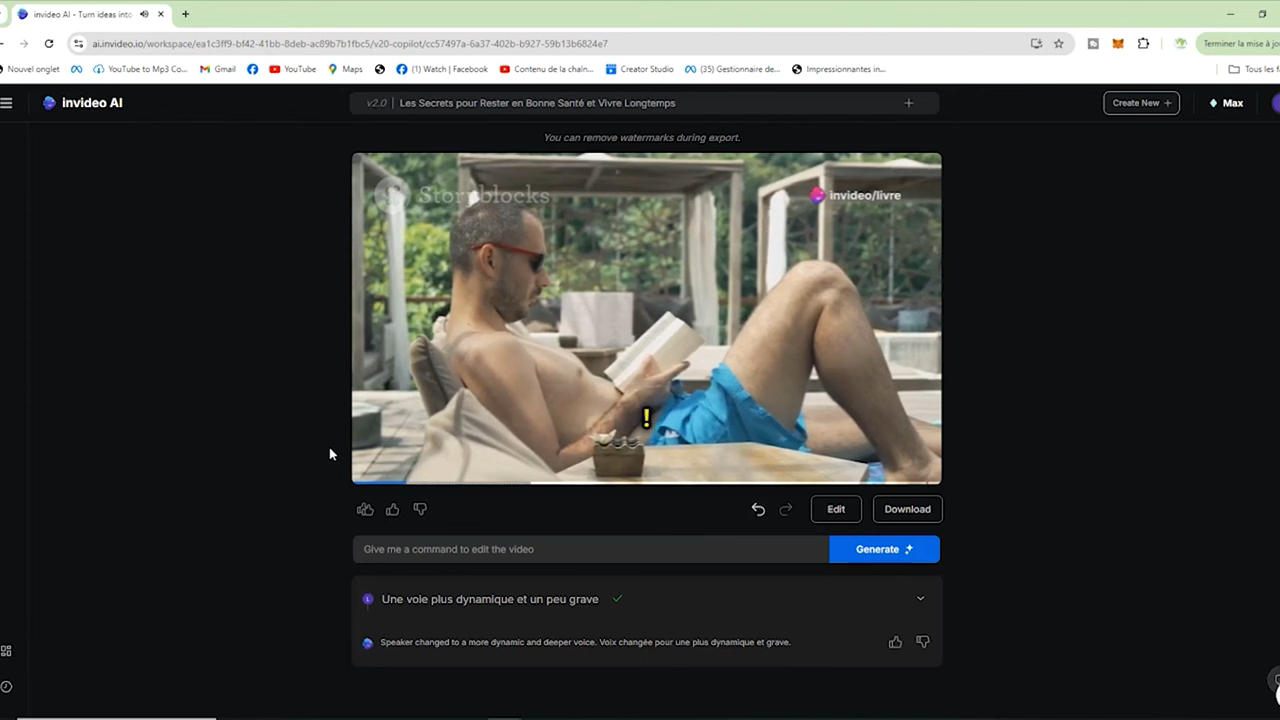 invideo AI - Turn ideas into
ai.invideo.io/workspace/ea1c3ff9-bf42-41bb-8deb-ac89b7b1fbc5/v20-copilot/cc57497a-6a37-402b-b927-59b13b6824e7
Terminer la mise à jo
Nouvel onglet
YouTube to Mp3 Co...
Gmail
YouTube
Maps
(1) Watch | Facebook
Contenu de la chaîn...
Creator Studio
(35) Gestionnaire de...
Impressionnantes in...
Tous les fa
invideo AI
v2.0 | Les Secrets pour Rester en Bonne Santé et Vivre Longtemps
Create New +
Max
You can remove watermarks during export.
Storyblocks
invideo/livre
!
Edit
Download
Give me a command to edit the video
Generate
L
Une voie plus dynamique et un peu grave
Speaker changed to a more dynamic and deeper voice. Voix changée pour une plus dynamique et grave.